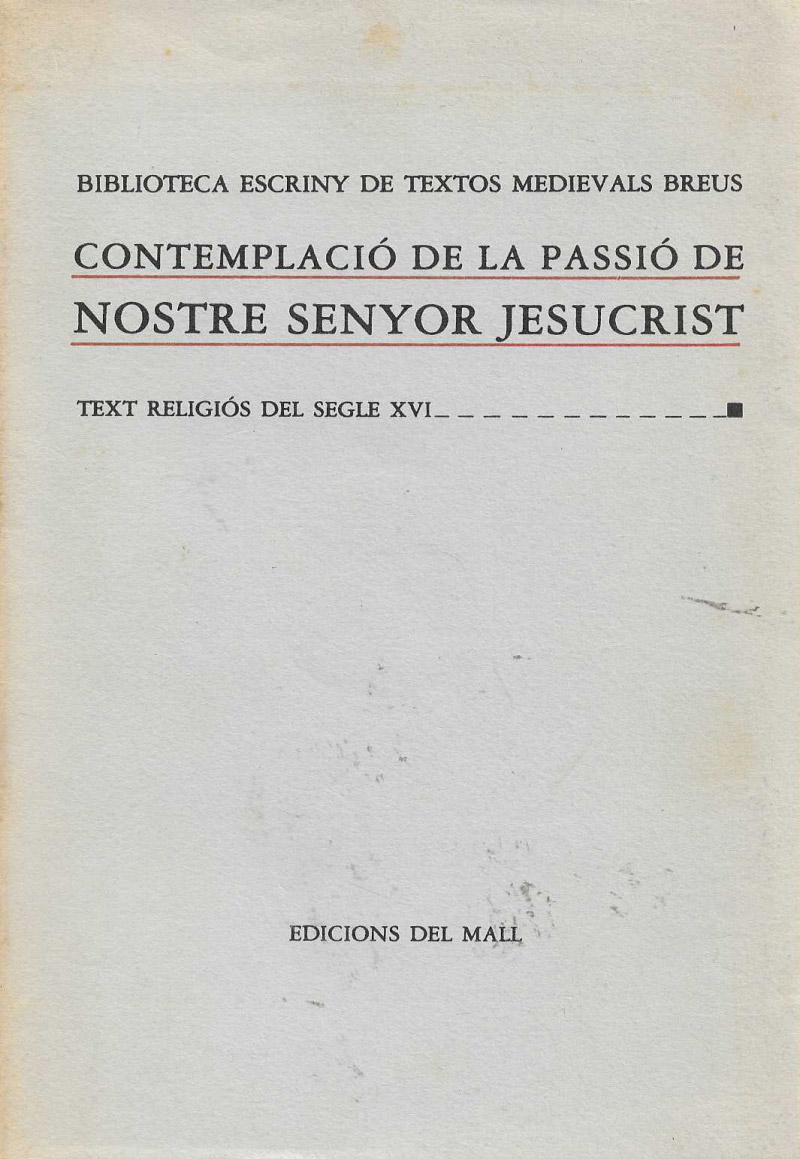 BIBLIOTECA ESCRINY DE TEXTOS MEDIEVALS BREUS
CONTEMPLACIÓ DE LA PASSIÓ DE
NOSTRE SENYOR JESUCRIST
TEXT RELIGIÓS DEL SEGLE XVI
EDICIONS DEL MALL